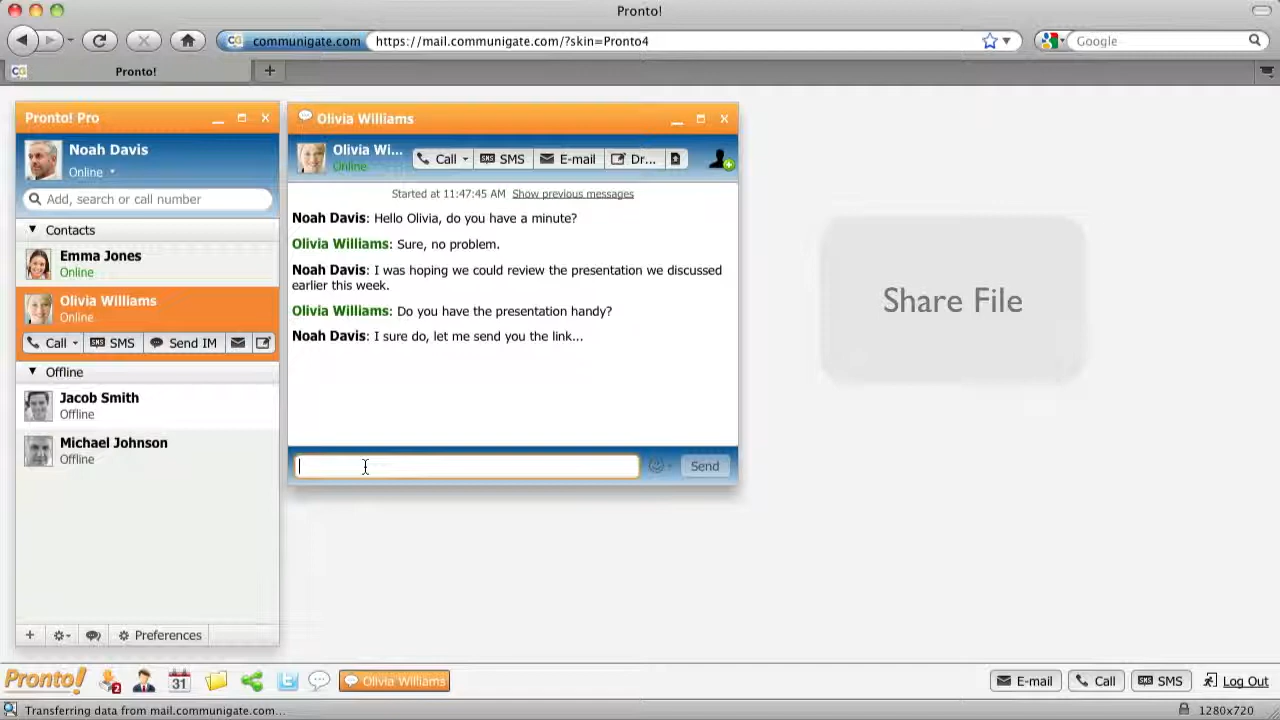 Pronto!
communigate.com
https://mail.communigate.com/?skin=Pronto4
Google
Pronto!
Pronto! Pro
Noah Davis
Online
Add, search or call number
Contacts
Emma Jones
Online
Olivia Williams
Online
Call
SMS
Send IM
Offline
Jacob Smith
Offline
Michael Johnson
Offline
Preferences
Olivia Williams
Olivia Wi...
Online
Call
SMS
E-mail
Dr...
Started at 11:47:45 AM Show previous messages
Noah Davis: Hello Olivia, do you have a minute?
Olivia Williams: Sure, no problem.
Noah Davis: I was hoping we could review the presentation we discussed
earlier this week.
Olivia Williams: Do you have the presentation handy?
Noah Davis: I sure do, let me send you the link...
Send
Share File
Pronto!
2
31
Olivia Williams
E-mail
Call
SMS
Log Out
Transferring data from mail.communigate.com...
1280x720